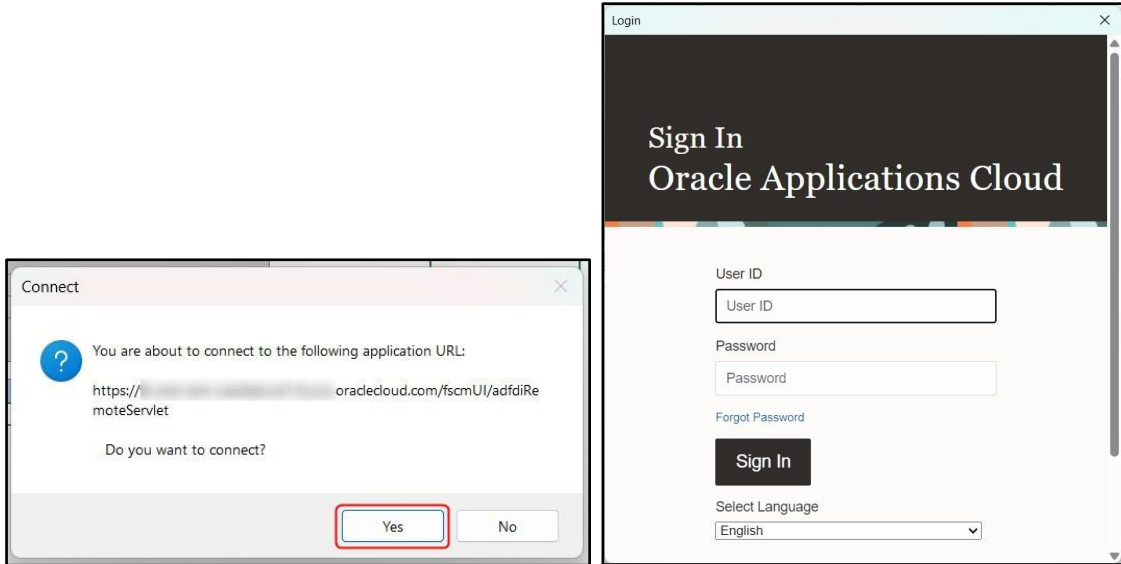 Connect
You are about to connect to the following application URL:
https:// .oraclecloud.com/fscmUI/adfdiRe
moteServlet
Do you want to connect?
Yes
No
Login
Sign In
Oracle Applications Cloud
User ID
User ID
Password
Password
Forgot Password
Sign In
Select Language
English